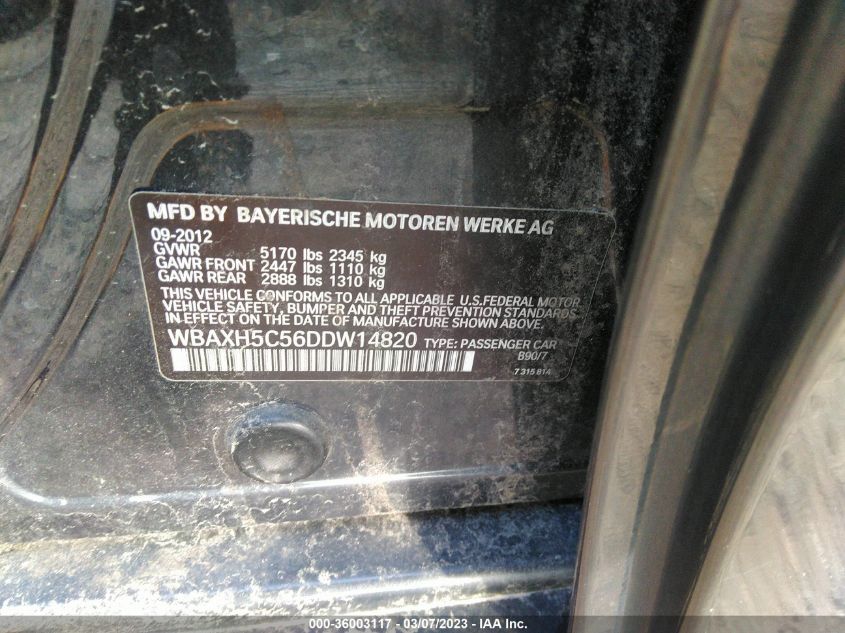 MFD BY BAYERISCHE MOTOREN WERKE AG
09-2012
GVWR 5170 lbs 2345 kg
GAWR FRONT 2447 lbs 1110 kg
GAWR REAR 2888 lbs 1310 kg
THIS VEHICLE CONFORMS TO ALL APPLICABLE U.S.FEDERAL MOTOR
VEHICLE SAFETY, BUMPER AND THEFT PREVENTION STANDARDS
IN EFFECT ON THE DATE OF MANUFACTURE SHOWN ABOVE.
WBAXH5C56DDW14820 TYPE: PASSENGER CAR
B90/7
7 315 814
100 -36003117 - 03/07/2023 - IAA Inc.